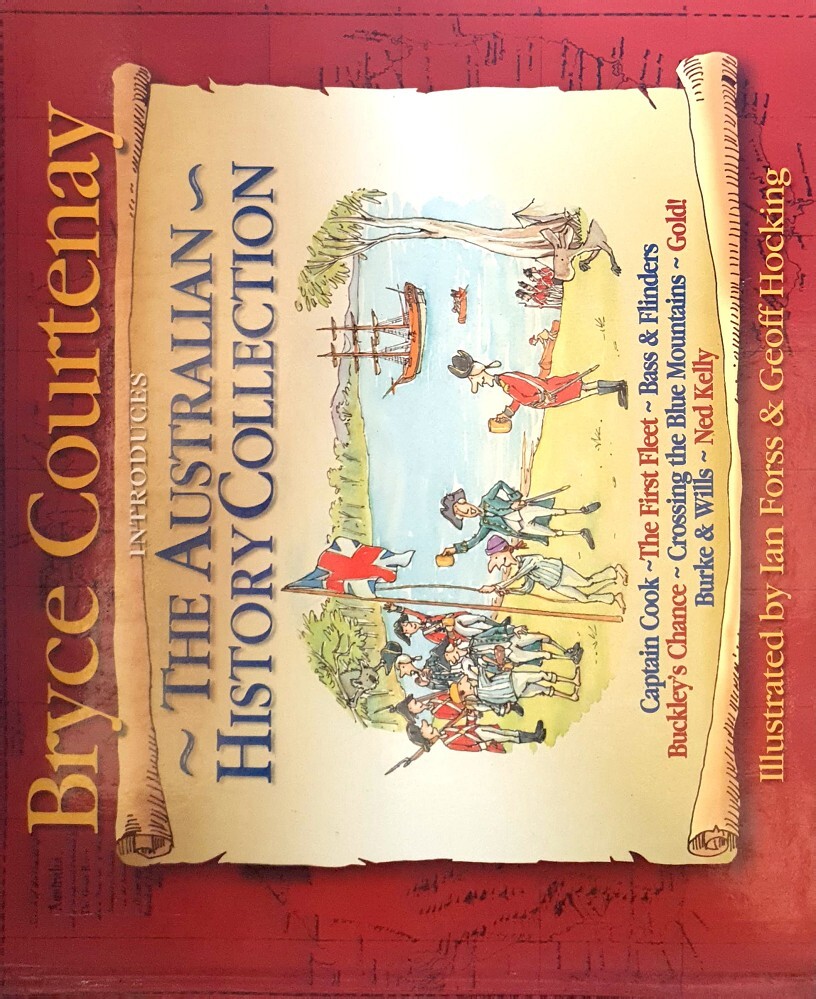 Bryce Courtenay
INTRODUCES
~ THE AUSTRALIAN ~
HISTORY COLLECTION
Captain Cook ~The First Fleet ~ Bass & Flinders
Buckley's Chance ~ Crossing the Blue Mountains ~ Gold!
Burke & Wills ~ Ned Kelly
Illustrated by Ian Forss & Geoff Hocking